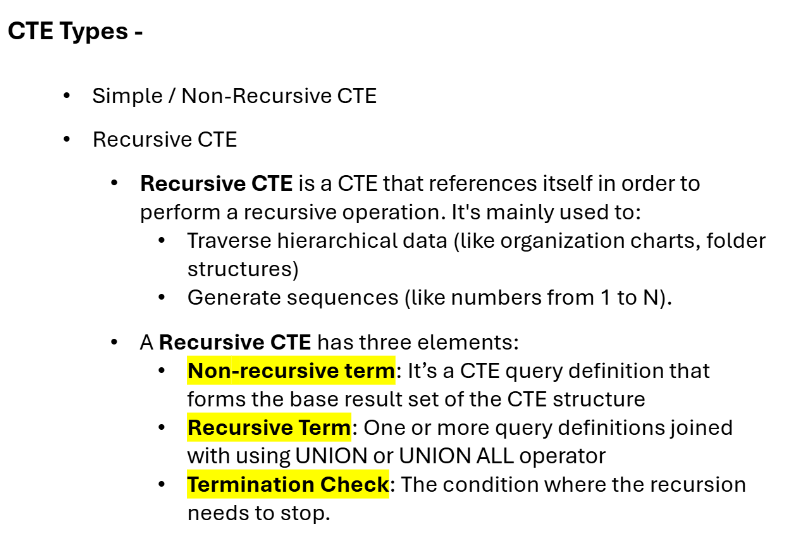 CTE Types -
• Simple / Non-Recursive CTE
• Recursive CTE
• Recursive CTE is a CTE that references itself in order to
perform a recursive operation. It's mainly used to:
• Traverse hierarchical data (like organization charts, folder
structures)
• Generate sequences (like numbers from 1 to N).
• A Recursive CTE has three elements:
• Non-recursive term: It’s a CTE query definition that
forms the base result set of the CTE structure
• Recursive Term: One or more query definitions joined
with using UNION or UNION ALL operator
• Termination Check: The condition where the recursion
needs to stop.